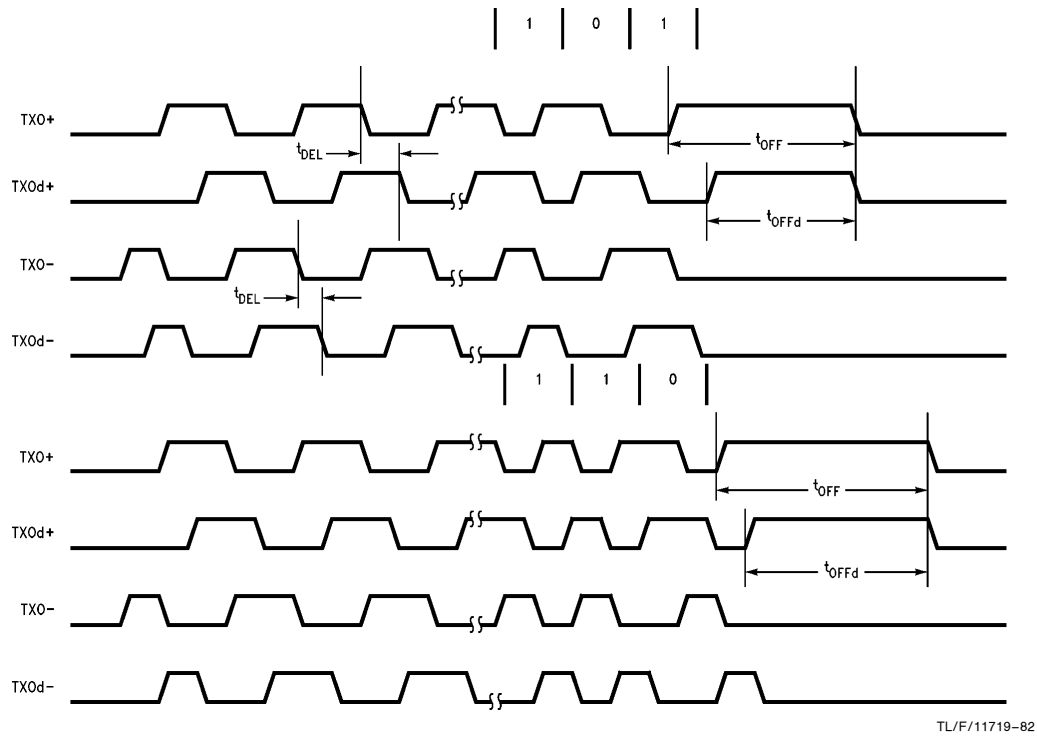 1 0 1
TXO+
tOFF
tDEL
TXOd+
tOFFd
TXO−
tDEL
TXOd−
1 1 0
TXO+
tOFF
TXOd+
tOFFd
TXO−
TXOd−
TL/F/11719−82